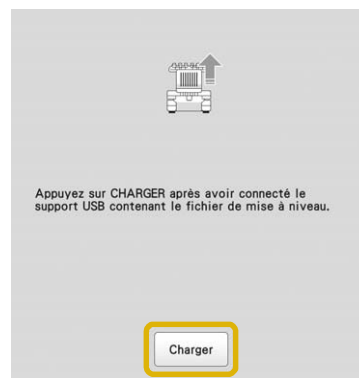 Appuyez sur CHARGER après avoir connecté le
support USB contenant le fichier de mise à niveau.
Charger